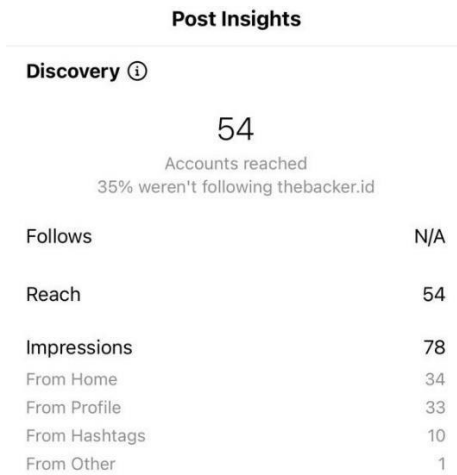 Post Insights
Discovery
54
Accounts reached
35% weren't following thebacker.id
Follows N/A
Reach 54
Impressions 78
From Home 34
From Profile 33
From Hashtags 10
From Other 1